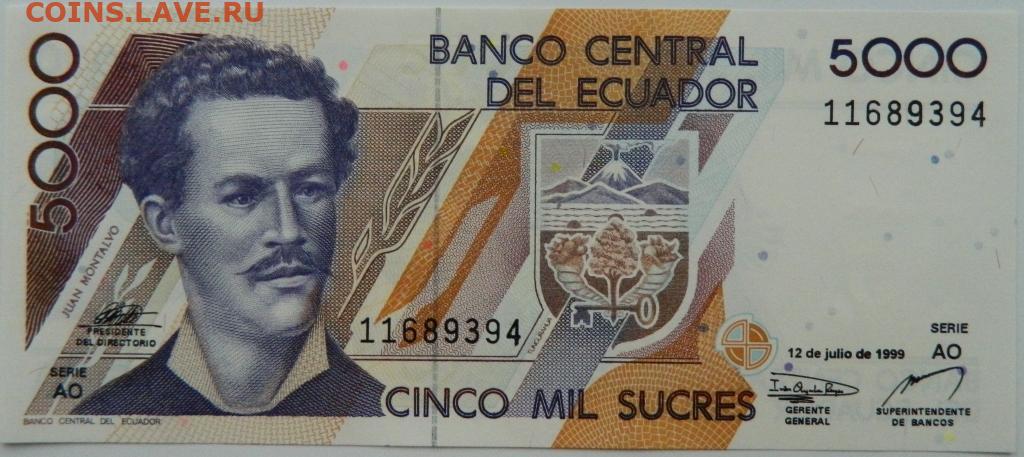 COINS.LAVE.RU
5000
BANCO CENTRAL
DEL ECUADOR
5000
11689394
JUAN MONTALVO
PRESIDENTE
DEL DIRECTORIO
11689394
TUNGURAHUA
SERIE
AO
12 de julio de 1999
SERIE
AO
CINCO MIL SUCRES
GERENTE
GENERAL
SUPERINTENDENTE
DE BANCOS
BANCO CENTRAL DEL ECUADOR